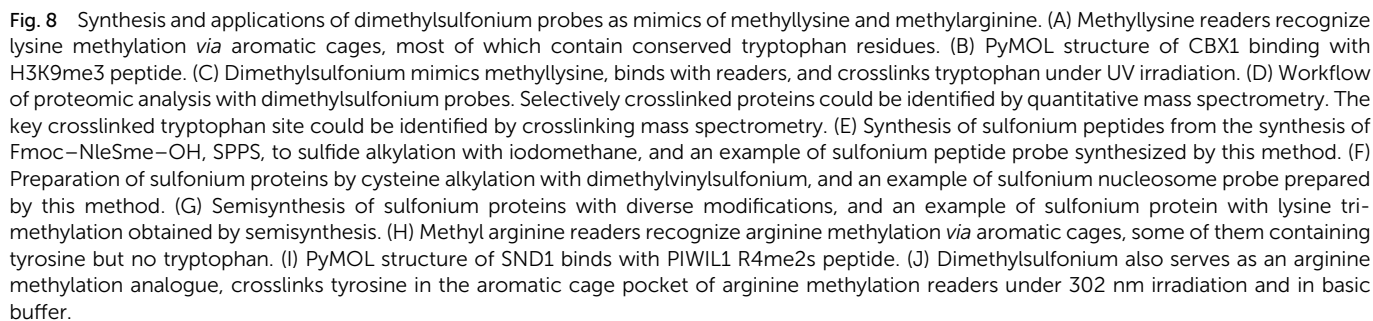 Fig. 8 Synthesis and applications of dimethylsulfonium probes as mimics of methyllysine and methylarginine. (A) Methyllysine readers recognize
lysine methylation via aromatic cages, most of which contain conserved tryptophan residues. (B) PyMOL structure of CBX1 binding with
H3K9me3 peptide. (C) Dimethylsulfonium mimics methyllysine, binds with readers, and crosslinks tryptophan under UV irradiation. (D) Workflow
of proteomic analysis with dimethylsulfonium probes. Selectively crosslinked proteins could be identified by quantitative mass spectrometry. The
key crosslinked tryptophan site could be identified by crosslinking mass spectrometry. (E) Synthesis of sulfonium peptides from the synthesis of
Fmoc–NleSme–OH, SPPS, to sulfide alkylation with iodomethane, and an example of sulfonium peptide probe synthesized by this method. (F)
Preparation of sulfonium proteins by cysteine alkylation with dimethylvinylsulfonium, and an example of sulfonium nucleosome probe prepared
by this method. (G) Semisynthesis of sulfonium proteins with diverse modifications, and an example of sulfonium protein with lysine tri-
methylation obtained by semisynthesis. (H) Methyl arginine readers recognize arginine methylation via aromatic cages, some of them containing
tyrosine but no tryptophan. (I) PyMOL structure of SND1 binds with PIWIL1 R4me2s peptide. (J) Dimethylsulfonium also serves as an arginine
methylation analogue, crosslinks tyrosine in the aromatic cage pocket of arginine methylation readers under 302 nm irradiation and in basic
buffer.